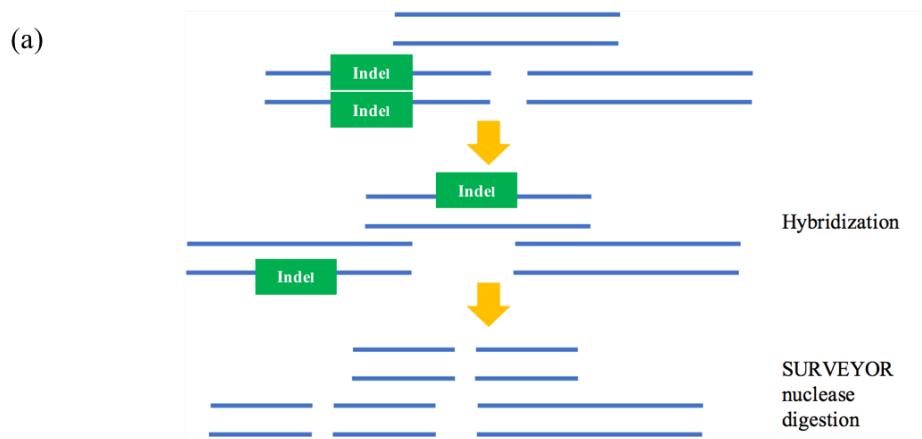 (a)
Indel
Indel
Indel
Hybridization
Indel
SURVEYOR
nuclease
digestion